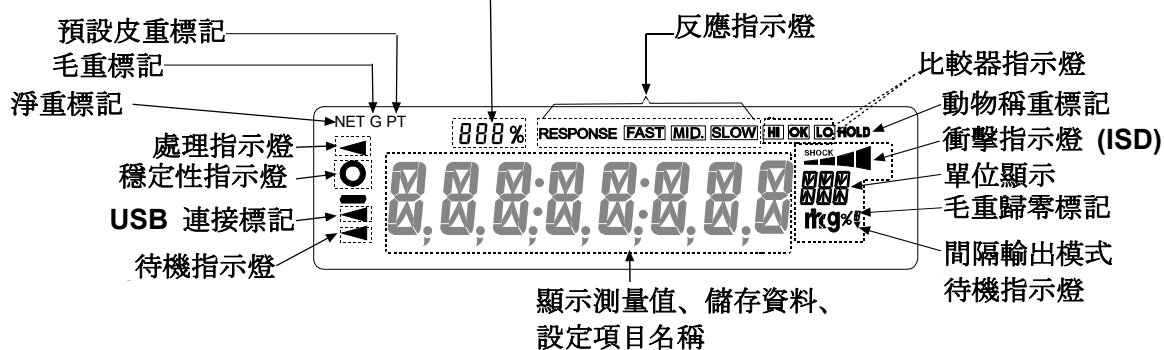 預設皮重標記
毛重標記
淨重標記
處理指示燈
穩定性指示燈
USB 連接標記
待機指示燈
反應指示燈
比較器指示燈
動物稱重標記
衝擊指示燈 (ISD)
單位顯示
毛重歸零標記
間隔輸出模式
待機指示燈
NET G PT
% RESPONSE FAST MID. SLOW HI OK LO HOLD
SHOCK
g%
顯示測量值、儲存資料、
設定項目名稱